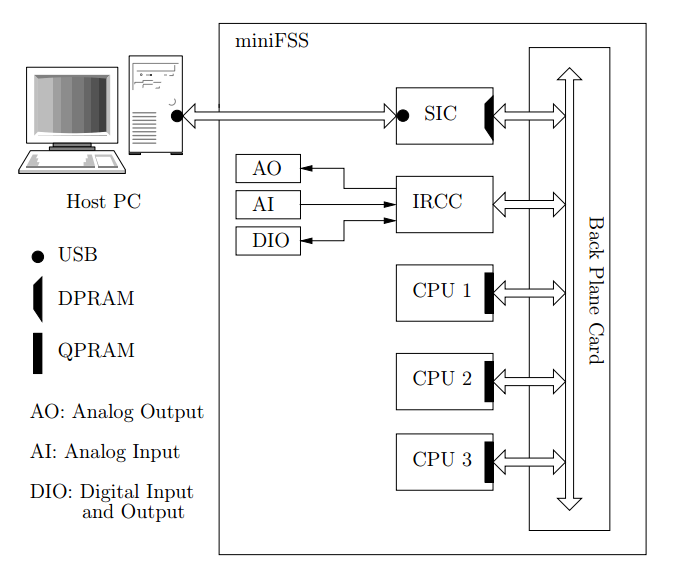 miniFSS
SIC
AO
AI
IRCC
DIO
CPU 1
CPU 2
CPU 3
Back Plane Card
Host PC
USB
DPRAM
QPRAM
AO: Analog Output
AI: Analog Input
DIO: Digital Input
and Output